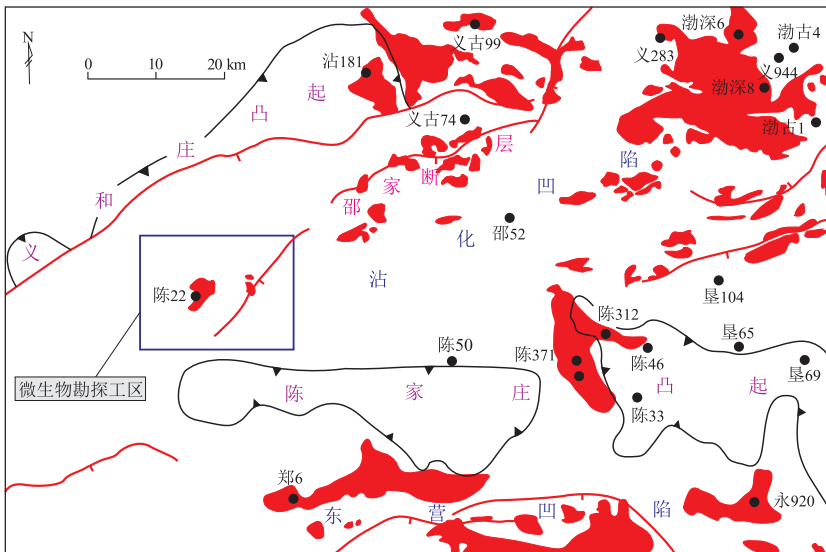 渤深6
渤古4
N
义古99
义283
沾181
义944
0
10
20 km
渤深8
义古74
渤古1
义和庄凸起
邵家断层
沾化凹陷
邵52
陈22
垦104
陈312
垦65
陈50
陈371
陈46
垦69
微生物勘探工区
陈家庄凸起
陈33
郑6
永920
东营凹陷